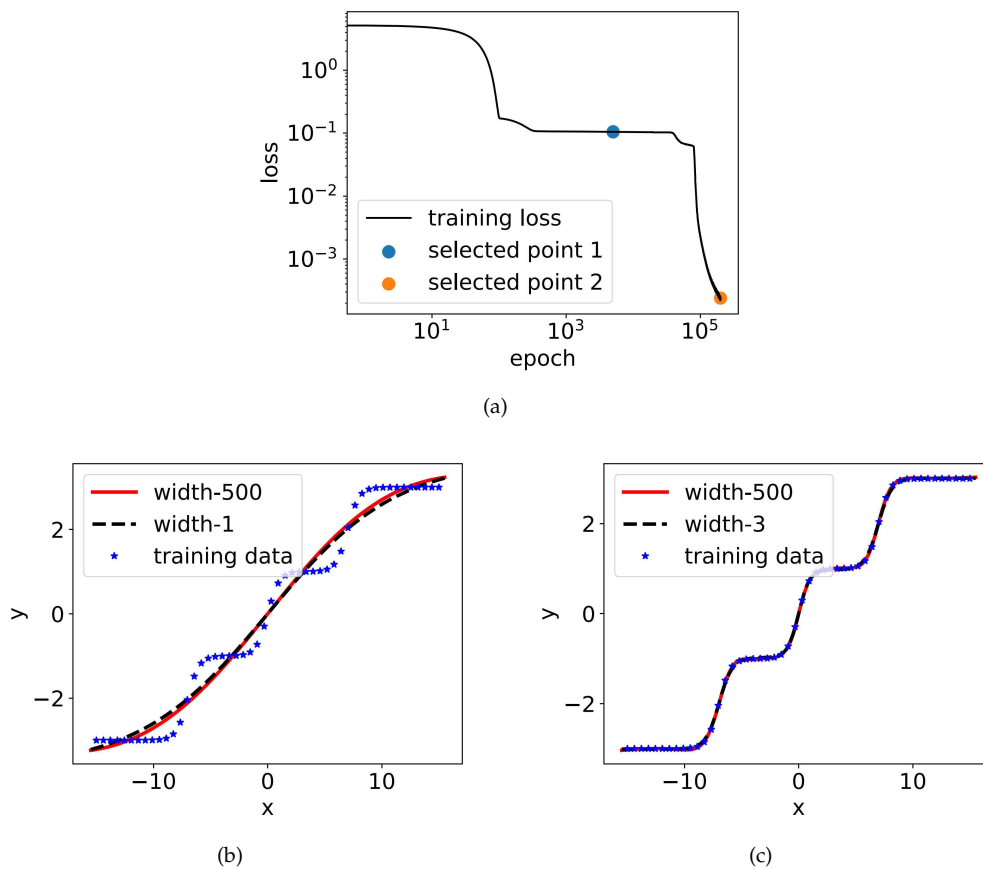 10^0
10^-1
10^-2
10^-3
loss
training loss
selected point 1
selected point 2
10^1 10^3 10^5
epoch
(a)
width-500
width-1
training data
2
0
−2
y
−10 0 10
x
(b)
width-500
width-3
training data
2
0
−2
y
−10 0 10
x
(c)